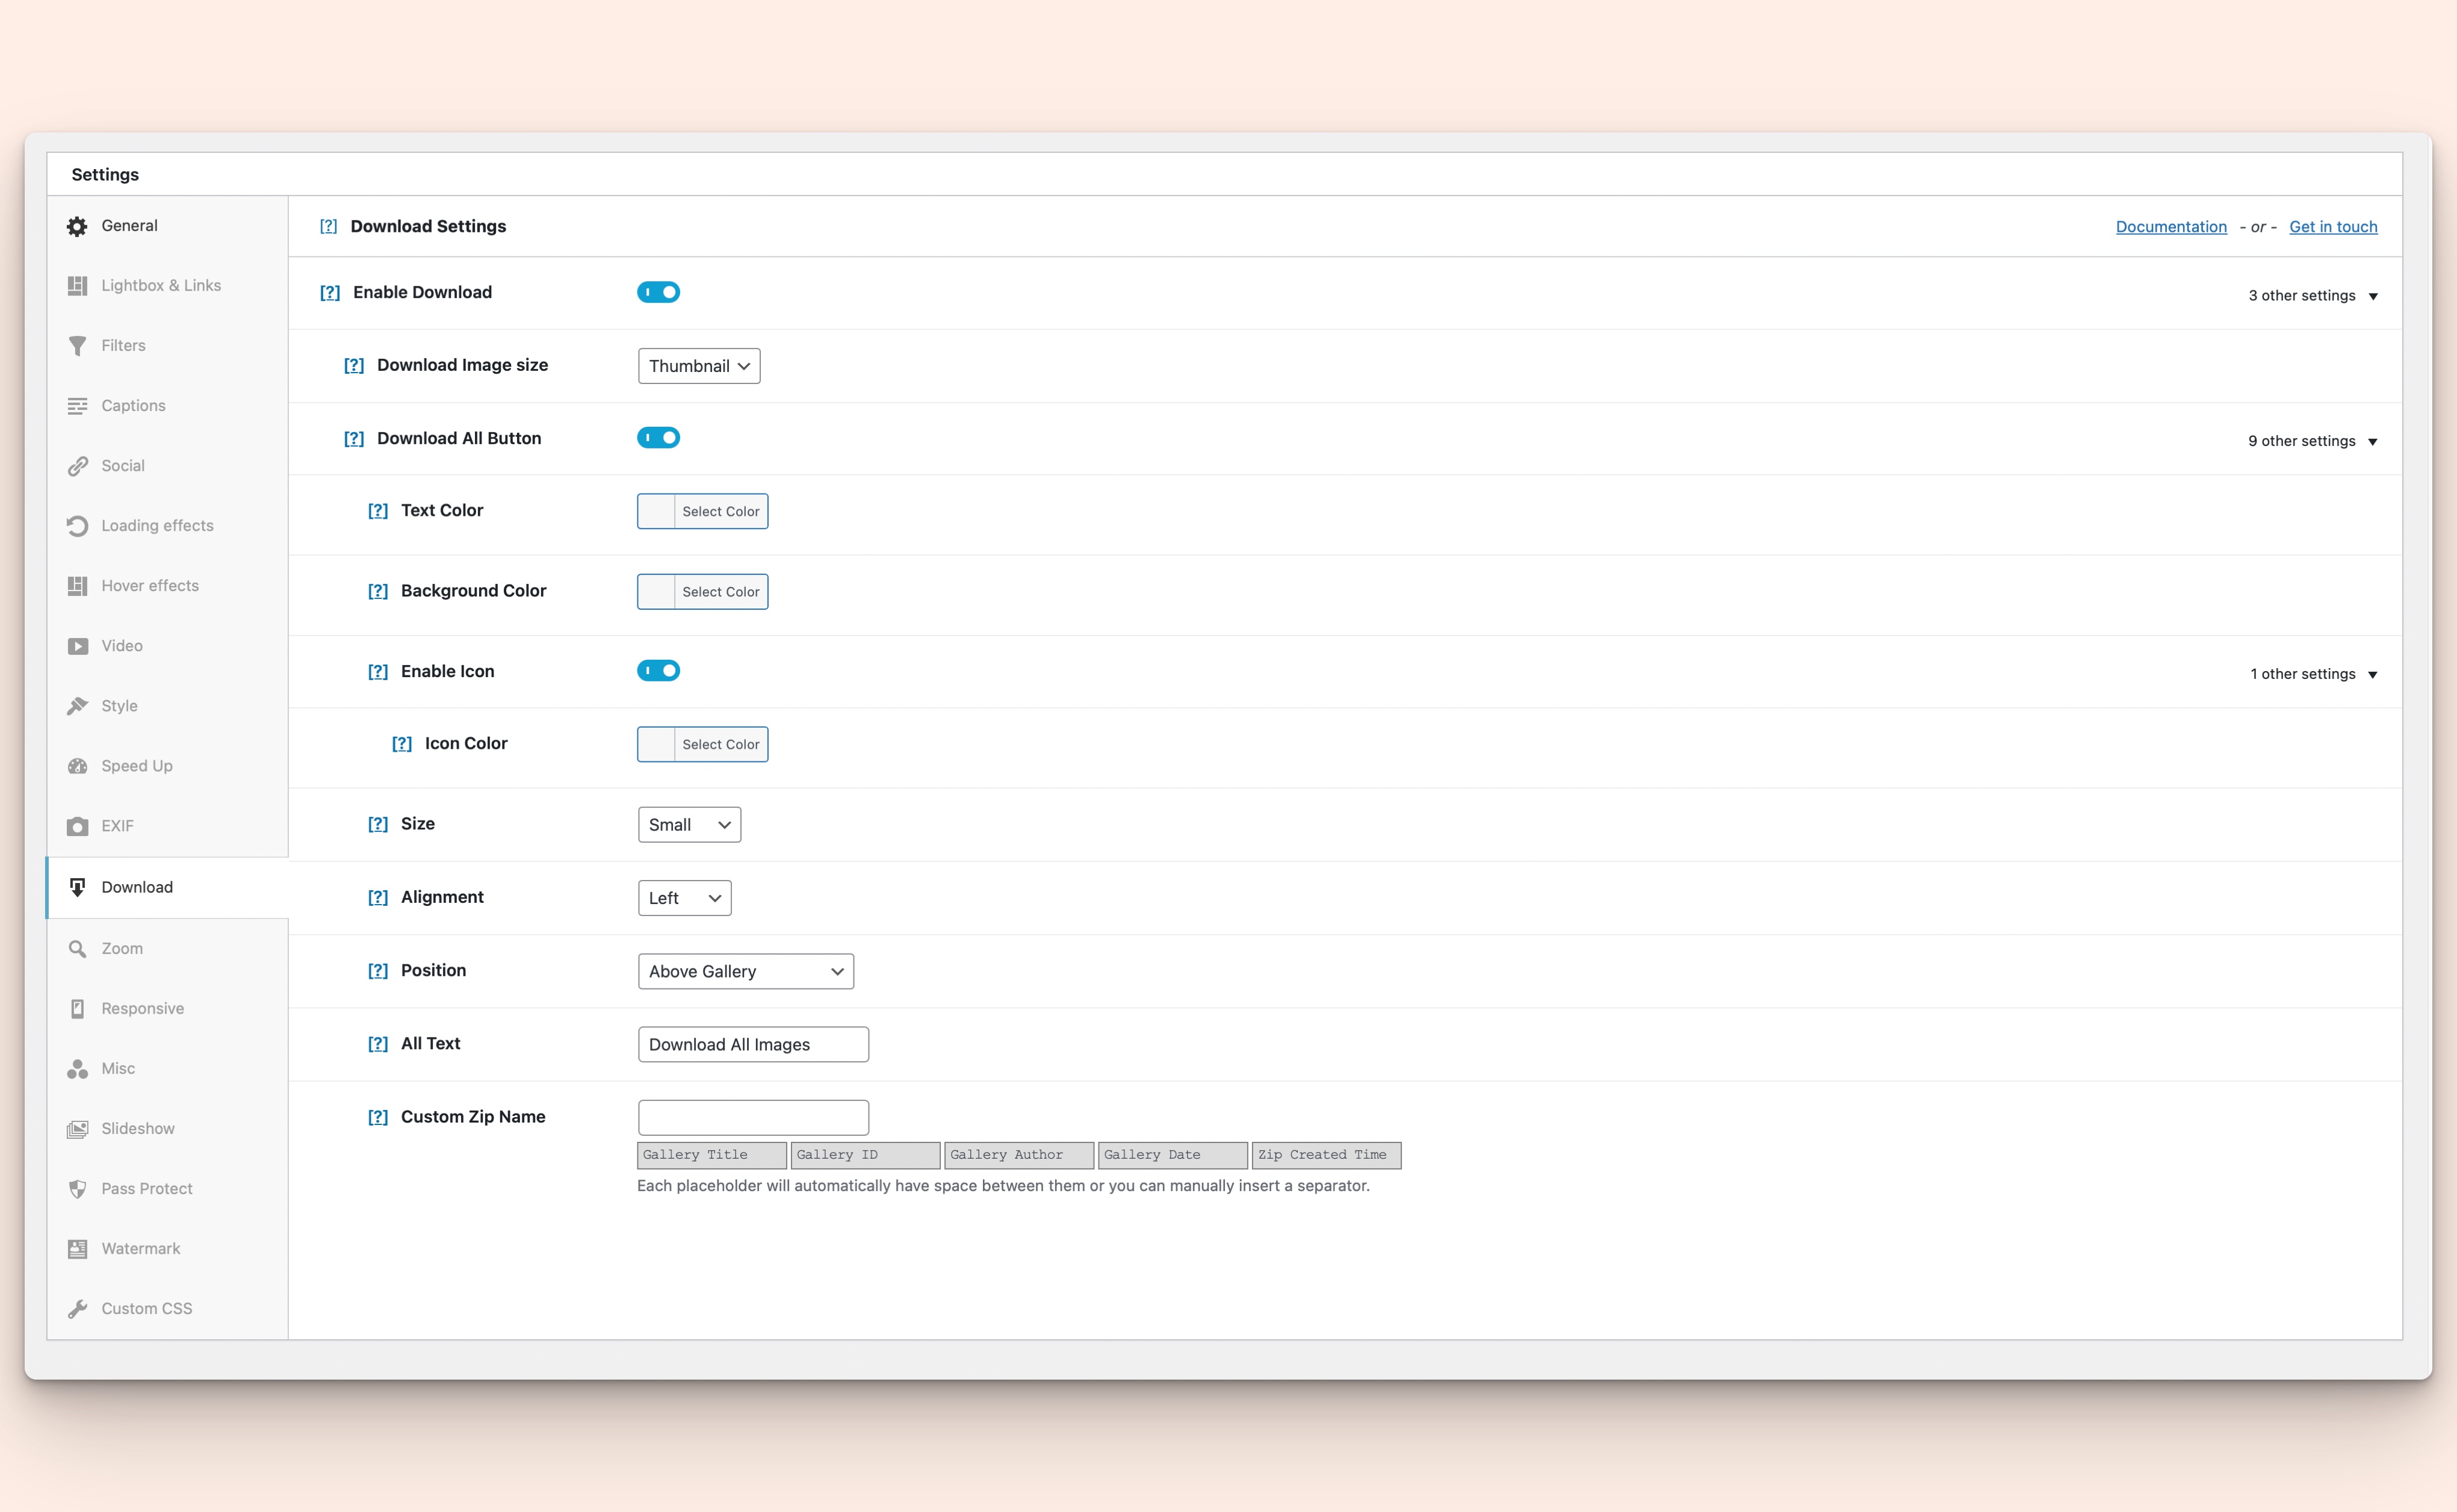 Settings
General
Lightbox & Links
Filters
Captions
Social
Loading effects
Hover effects
Video
Style
Speed Up
EXIF
Download
Zoom
Responsive
Misc
Slideshow
Pass Protect
Watermark
Custom CSS
[?] Download Settings Documentation - or - Get in touch
[?] Enable Download 3 other settings
[?] Download Image size Thumbnail
[?] Download All Button 9 other settings
[?] Text Color Select Color
[?] Background Color Select Color
[?] Enable Icon 1 other settings
[?] Icon Color Select Color
[?] Size Small
[?] Alignment Left
[?] Position Above Gallery
[?] All Text Download All Images
[?] Custom Zip Name
Gallery Title Gallery ID Gallery Author Gallery Date Zip Created Time
Each placeholder will automatically have space between them or you can manually insert a separator.